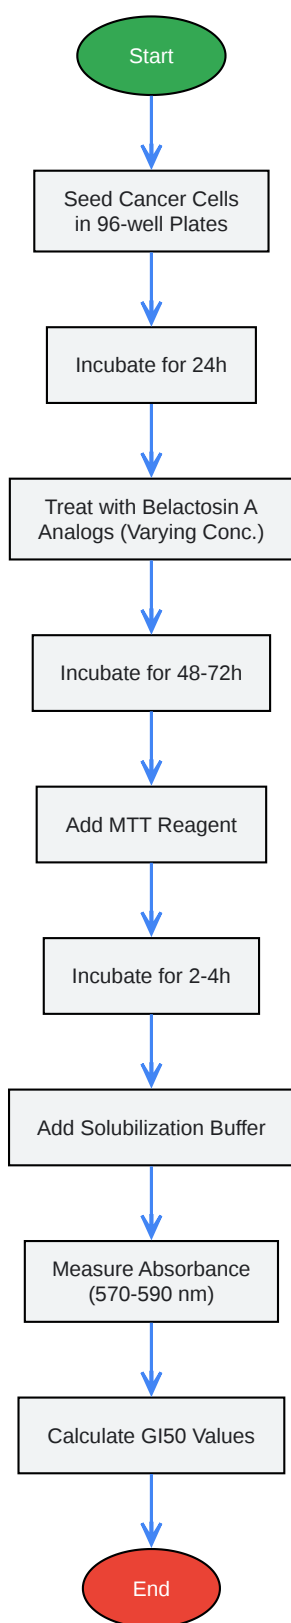 Start
Seed Cancer Cells
in 96-well Plates
Incubate for 24h
Treat with Belactosin A
Analogs (Varying Conc.)
Incubate for 48-72h
Add MTT Reagent
Incubate for 2-4h
Add Solubilization Buffer
Measure Absorbance
(570-590 nm)
Calculate GI50 Values
End